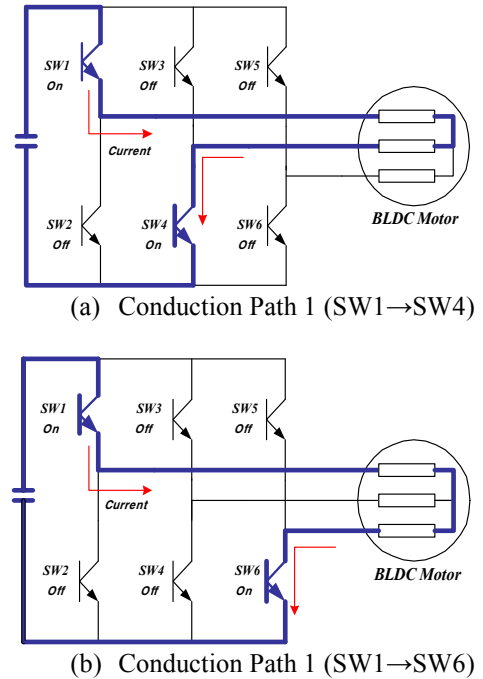 SW1
On
SW3
Off
SW5
Off
Current
SW2
Off
SW4
On
SW6
Off
BLDC Motor
(a) Conduction Path 1 (SW1→SW4)
SW1
On
SW3
Off
SW5
Off
Current
SW2
Off
SW4
Off
SW6
On
BLDC Motor
(b) Conduction Path 1 (SW1→SW6)